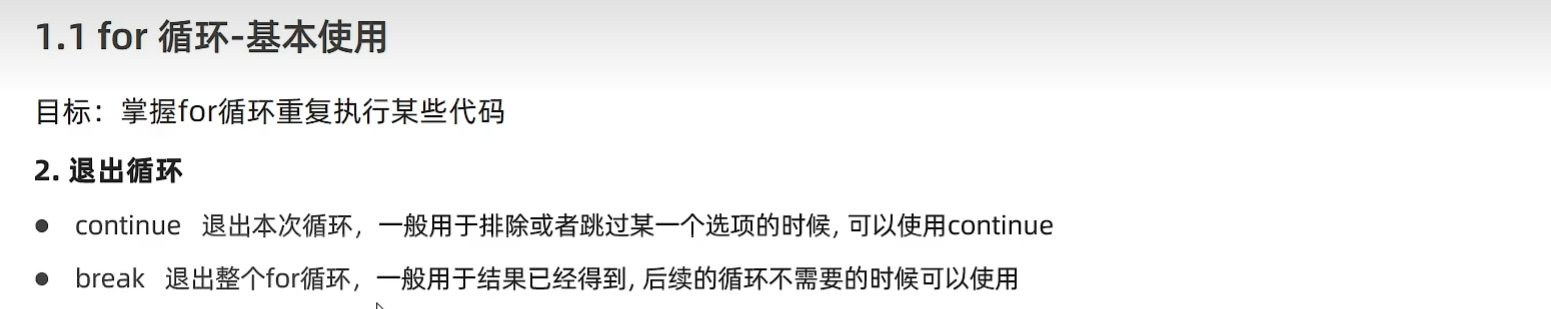 1.1 for 循环-基本使用
目标：掌握for循环重复执行某些代码
2. 退出循环
● continue 退出本次循环，一般用于排除或者跳过某一个选项的时候, 可以使用continue
● break 退出整个for循环，一般用于结果已经得到, 后续的循环不需要的时候可以使用